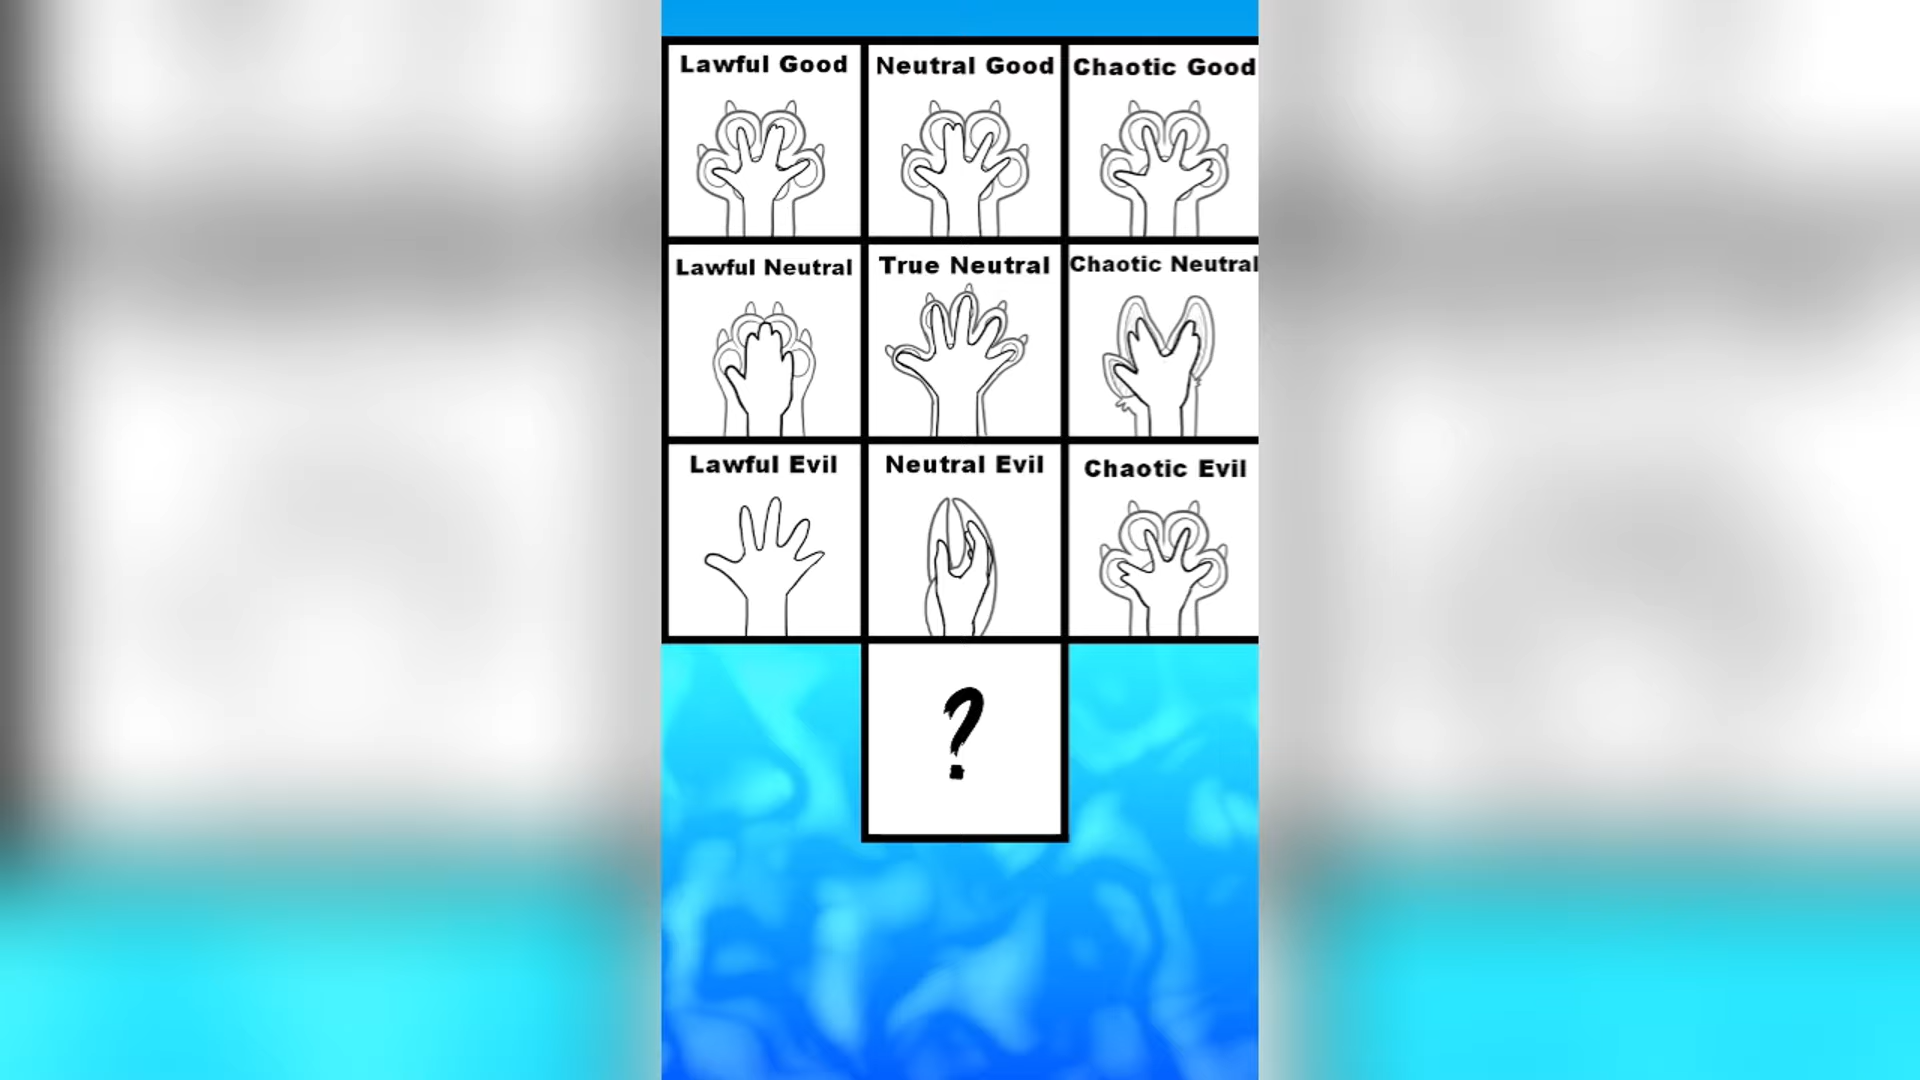 Lawful Good
Neutral Good
Chaotic Good
Lawful Neutral
True Neutral
Chaotic Neutral
Lawful Evil
Neutral Evil
Chaotic Evil
?